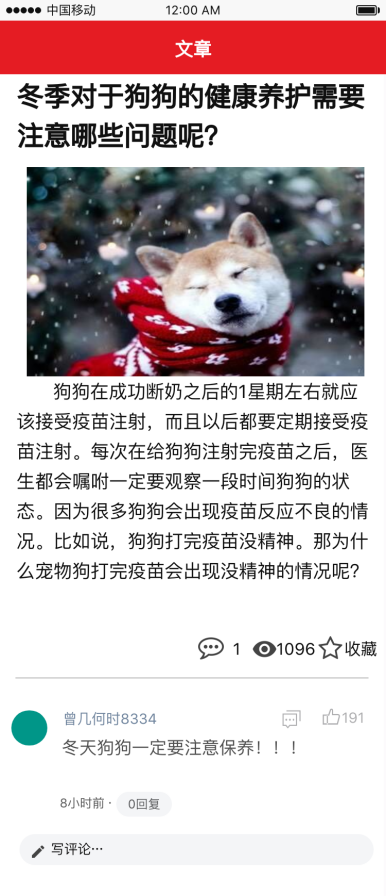 中国移动
12:00 AM
文章
冬季对于狗狗的健康养护需要
注意哪些问题呢？
狗狗在成功断奶之后的1星期左右就应
该接受疫苗注射，而且以后都要定期接受疫
苗注射。每次在给狗狗注射完疫苗之后，医
生都会嘱咐一定要观察一段时间狗狗的状
态。因为很多狗狗会出现疫苗反应不良的情
况。比如说，狗狗打完疫苗没精神。那为什
么宠物狗打完疫苗会出现没精神的情况呢？
1 1096 收藏
曾几何时8334 191
冬天狗狗一定要注意保养！！！
8小时前 · 0回复
写评论···